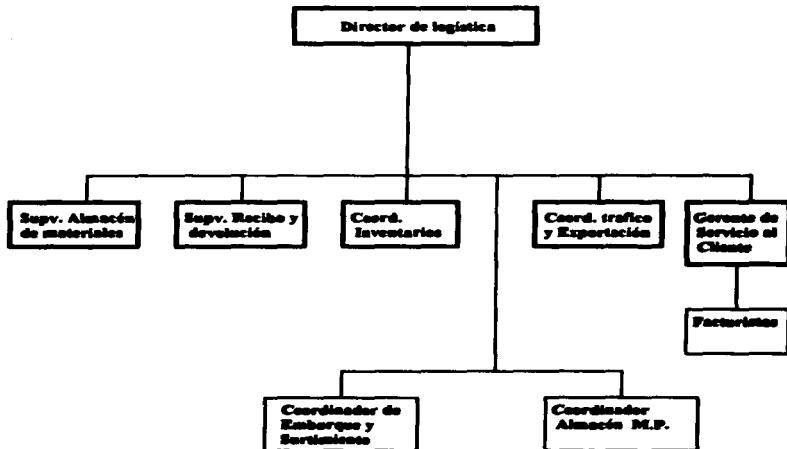 Director de logística
Supv. Almacén
de materiales
Supv. Recibo y
devolución
Coord.
Inventarios
Coord. trafico
y Exportación
Gerente de
Servicio al
Cliente
Facturistas
Coordinador de
Embarque y
Surtimiento
Coordinador
Almacén M.P.